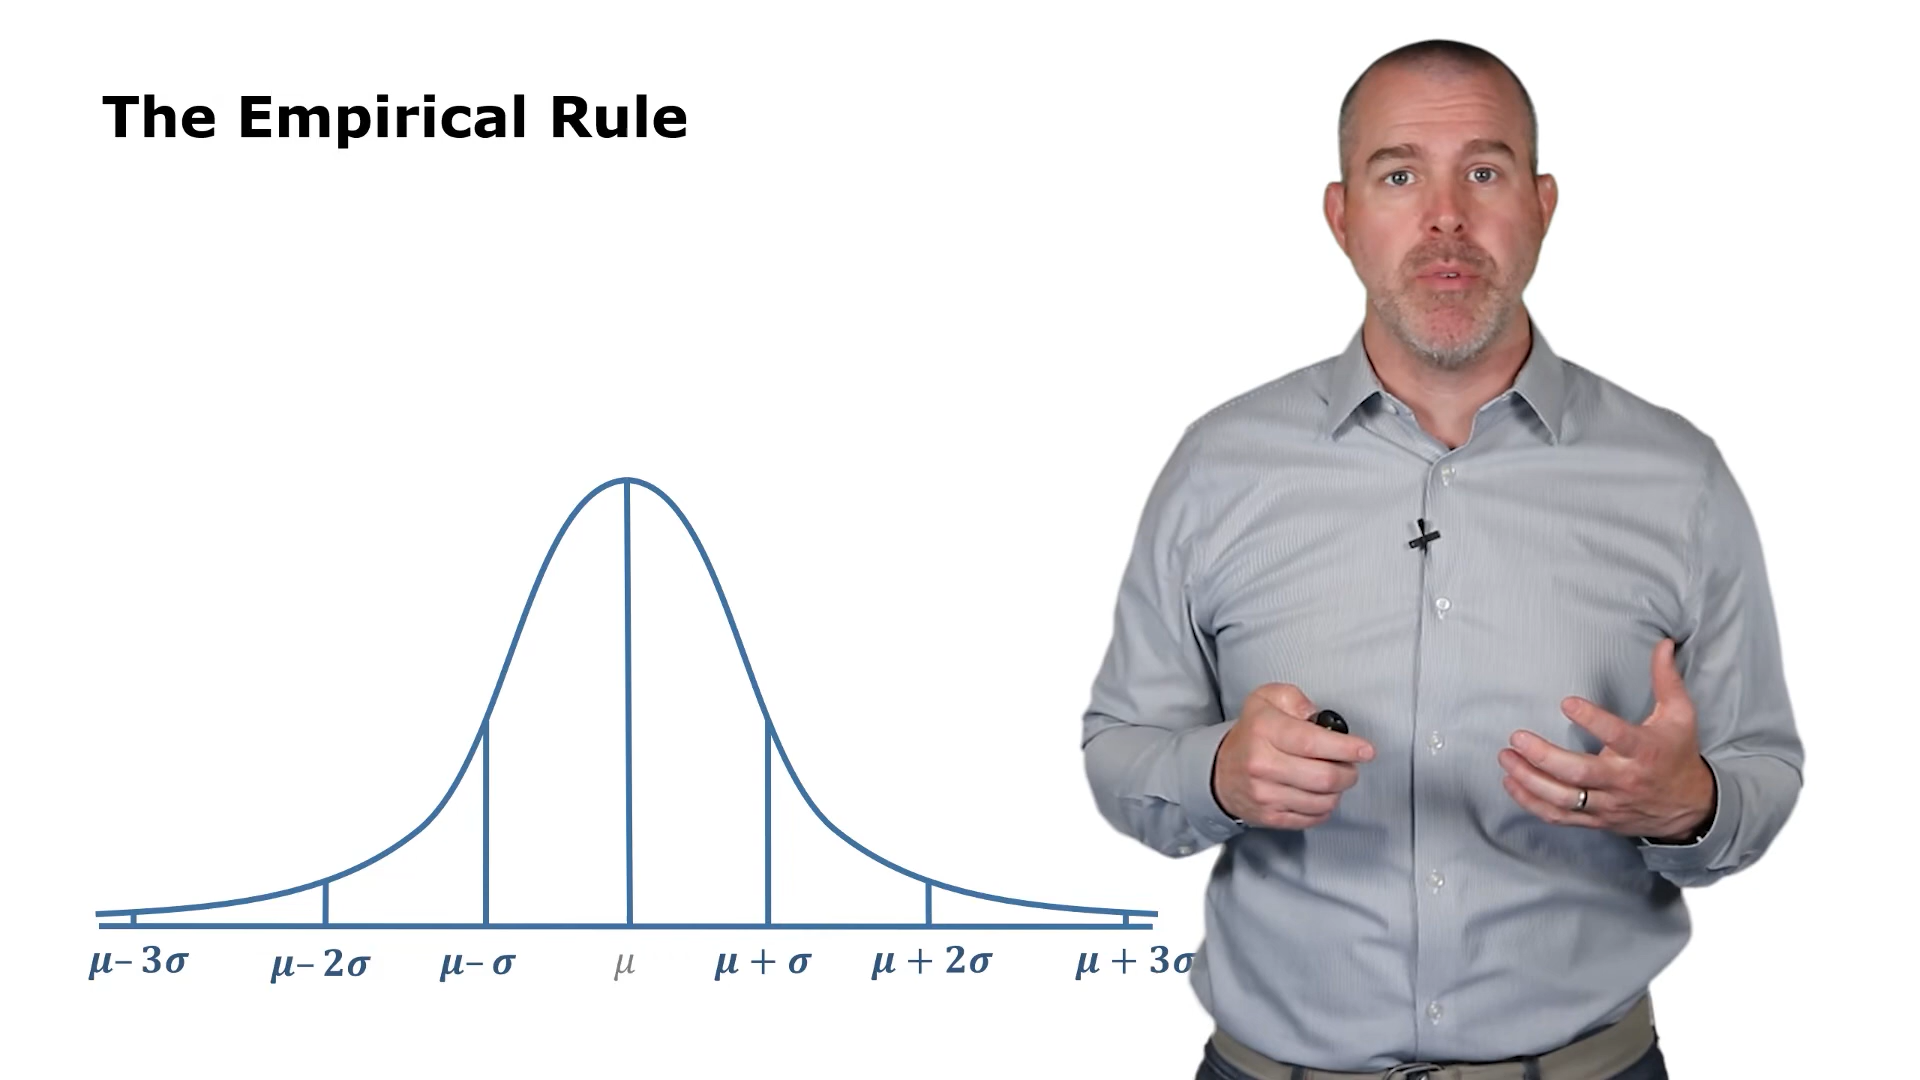 The Empirical Rule
μ– 3σ μ– 2σ μ– σ μ μ + σ μ + 2σ μ + 3σ